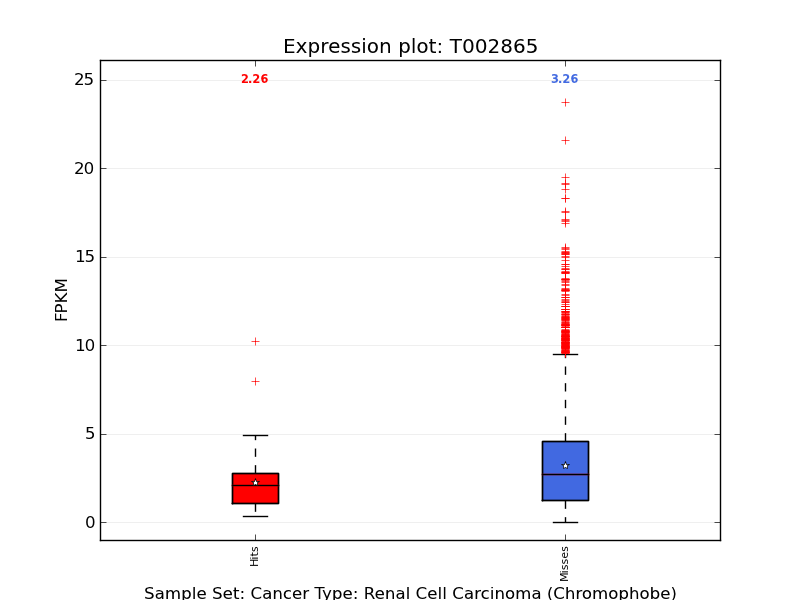 Expression plot: T002865
2.26
3.26
25
20
15
10
5
0
FPKM
Hits
Misses
Sample Set: Cancer Type: Renal Cell Carcinoma (Chromophobe)